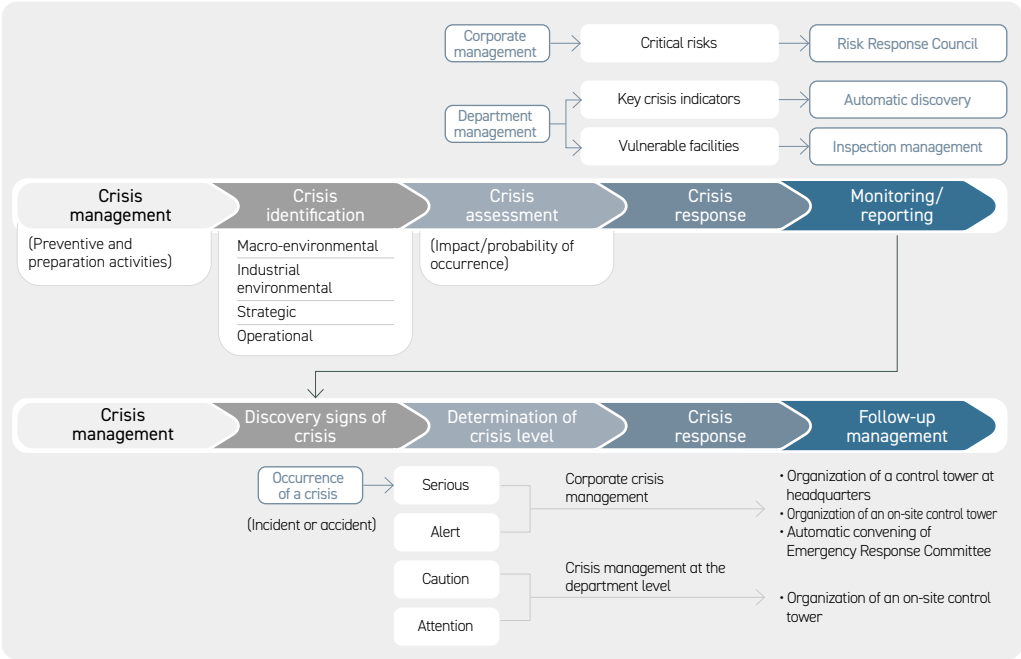 Corporate
management
Critical risks
Risk Response Council
Department
management
Key crisis indicators
Automatic discovery
Vulnerable facilities
Inspection management
Crisis
management
Crisis
identification
Crisis
assessment
Crisis
response
Monitoring/
reporting
(Preventive and
preparation activities)
Macro-environmental
Industrial
environmental
Strategic
Operational
(Impact/probability of
occurrence)
Crisis
management
Discovery signs of
crisis
Determination of
crisis level
Crisis
response
Follow-up
management
Occurrence
of a crisis
(Incident or accident)
Serious
Alert
Caution
Attention
Corporate crisis
management
Crisis management at the
department level
• Organization of a control tower at
headquarters
• Organization of an on-site control tower
• Automatic convening of
Emergency Response Committee
• Organization of an on-site control
tower